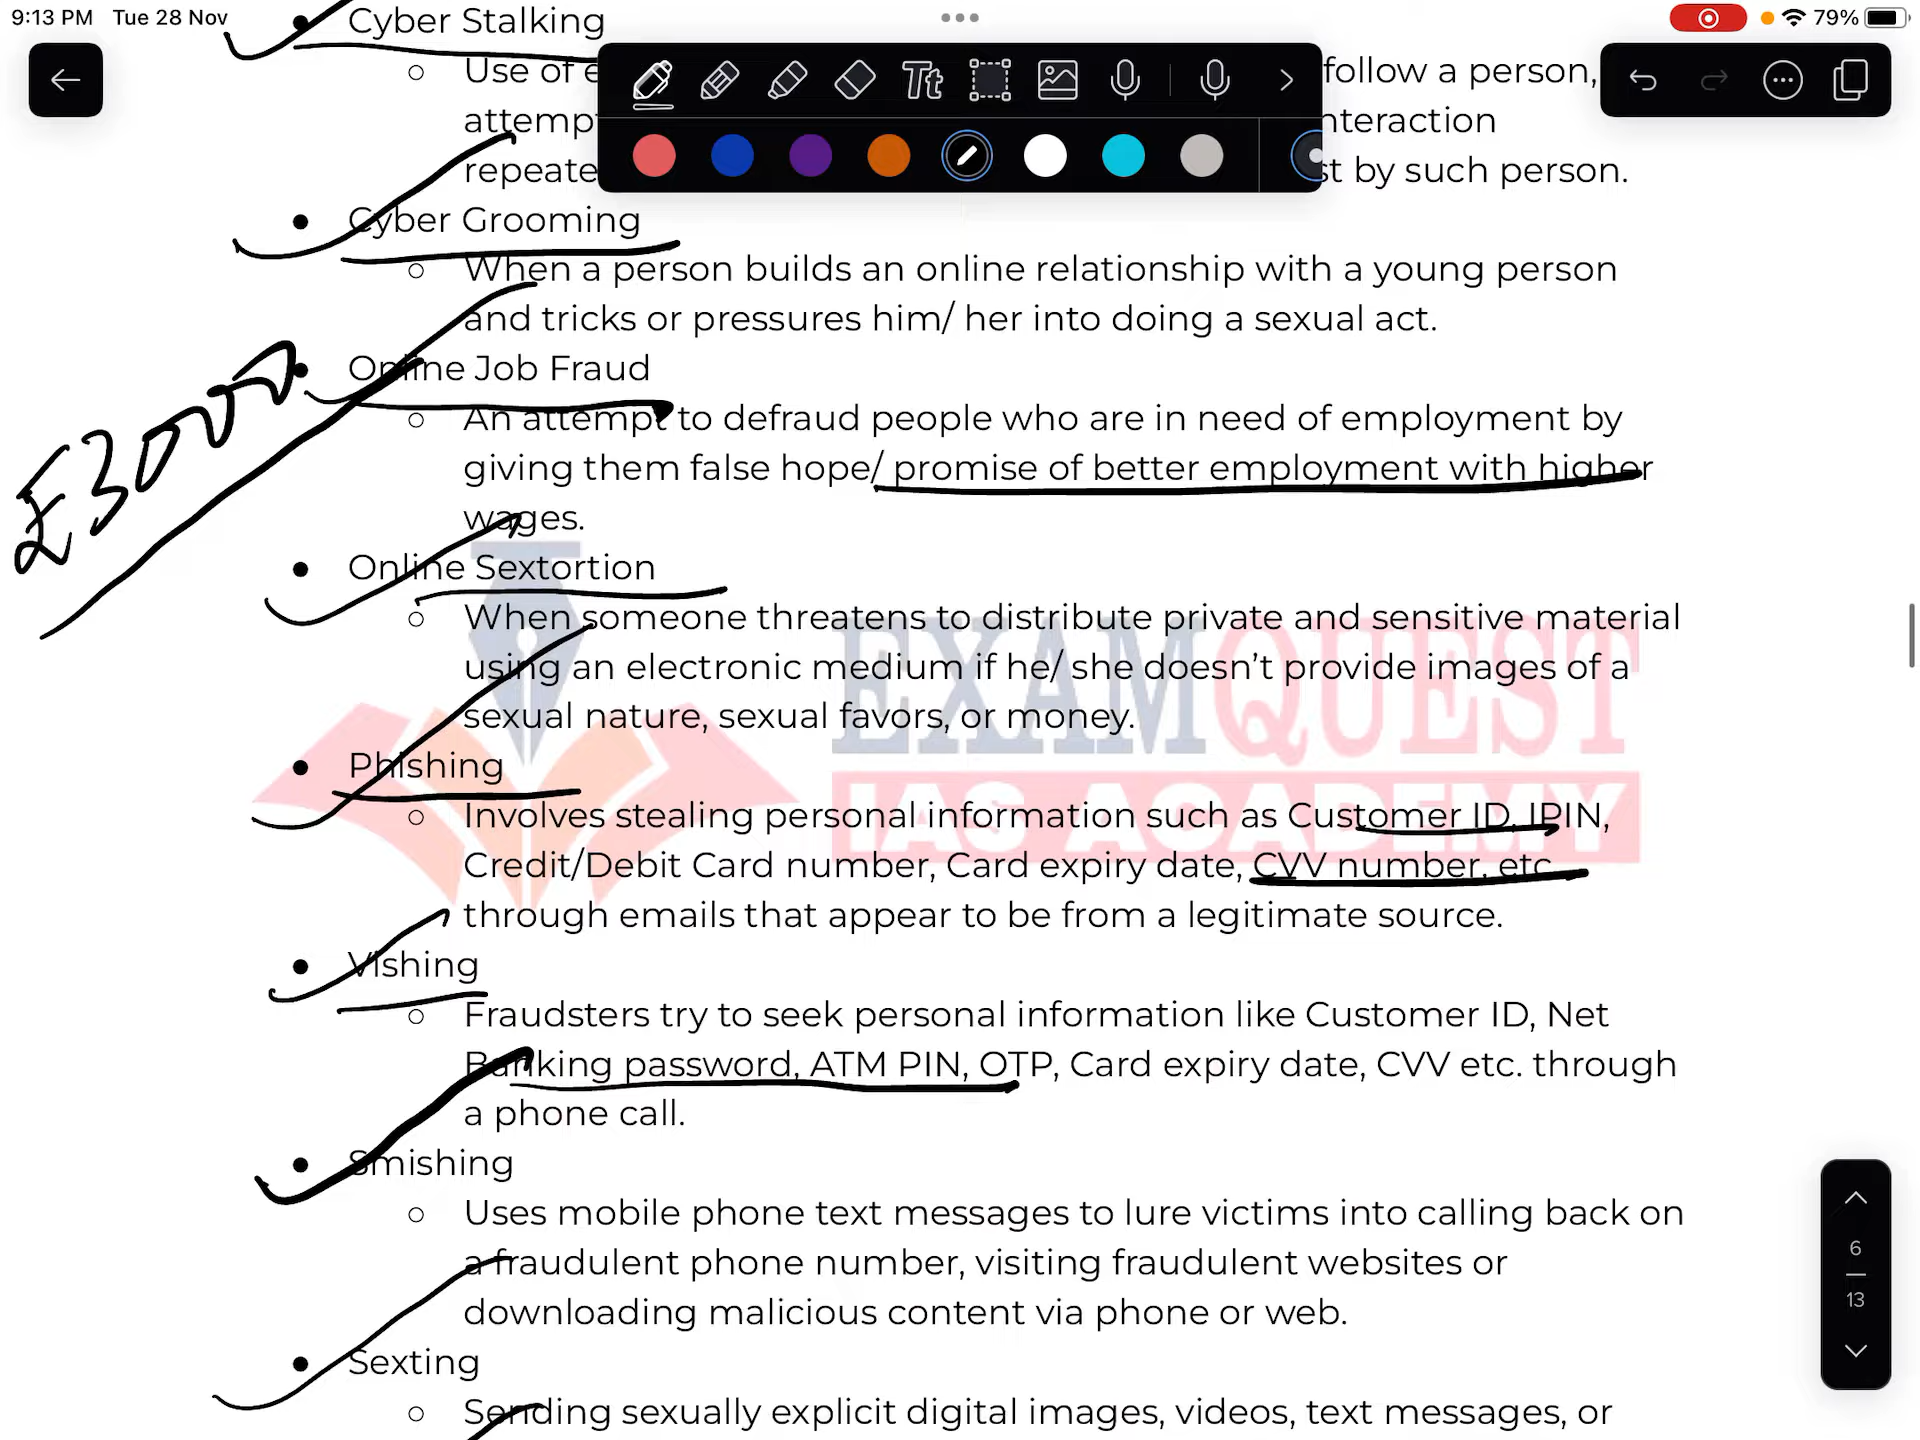 9:13 PM Tue 28 Nov
79%
• Cyber Stalking
○ Use of e
follow a person,
attemp
nteraction
repeate
st by such person.
Tt
• Cyber Grooming
○ When a person builds an online relationship with a young person
and tricks or pressures him/ her into doing a sexual act.
• Online Job Fraud
○ An attempt to defraud people who are in need of employment by
giving them false hope/ promise of better employment with higher
wages.
£3000
• Online Sextortion
○ When someone threatens to distribute private and sensitive material
using an electronic medium if he/ she doesn’t provide images of a
sexual nature, sexual favors, or money.
EXAMQUEST
IAS ACADEMY
• Phishing
○ Involves stealing personal information such as Customer ID, IPIN,
Credit/Debit Card number, Card expiry date, CVV number, etc.
through emails that appear to be from a legitimate source.
• Vishing
○ Fraudsters try to seek personal information like Customer ID, Net
Banking password, ATM PIN, OTP, Card expiry date, CVV etc. through
a phone call.
• Smishing
○ Uses mobile phone text messages to lure victims into calling back on
a fraudulent phone number, visiting fraudulent websites or
downloading malicious content via phone or web.
• Sexting
○ Sending sexually explicit digital images, videos, text messages, or
6
13